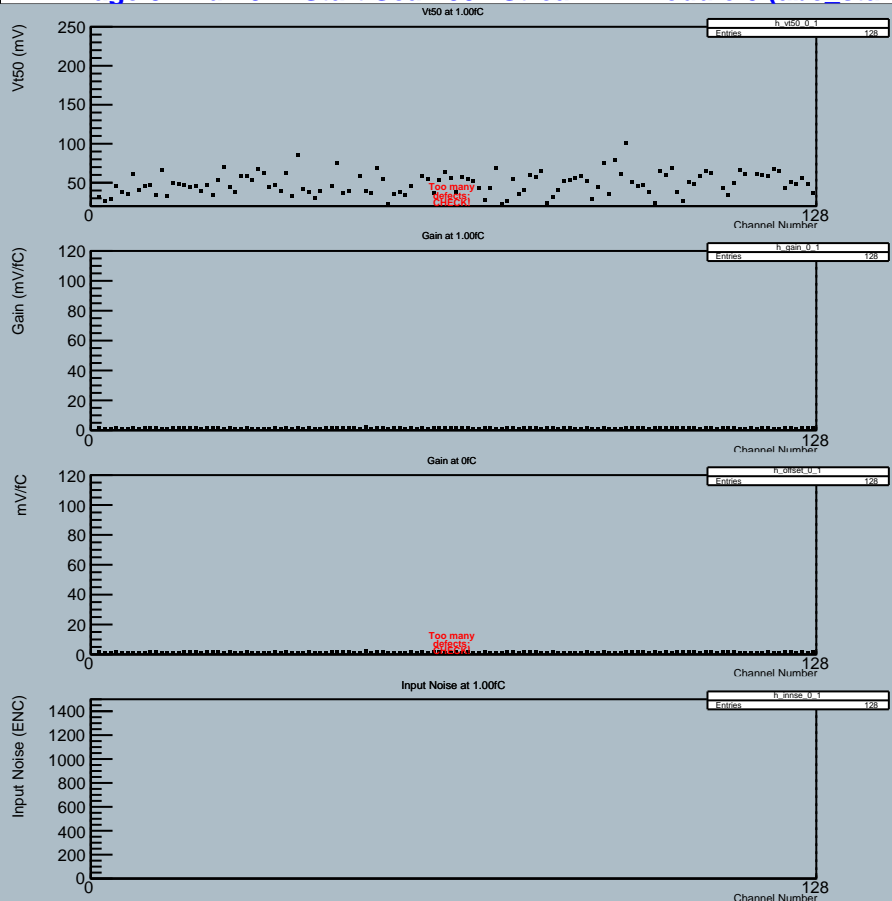 Vt50 at 1.00fC
h_vt50_0_1
Entries 128
Vt50 (mV)
250
200
150
100
50
Too many
defects:
CHECK!
0
128
Channel Number
Gain at 1.00fC
h_gain_0_1
Entries 128
Gain (mV/fC)
120
100
80
60
40
20
0
0
128
Channel Number
Gain at 0fC
h_offset_0_1
Entries 128
mV/fC
120
100
80
60
40
20
Too many
defects:
CHECK!
0
0
128
Channel Number
Input Noise at 1.00fC
h_innse_0_1
Entries 128
Input Noise (ENC)
1400
1200
1000
800
600
400
200
0
0
128
Channel Number